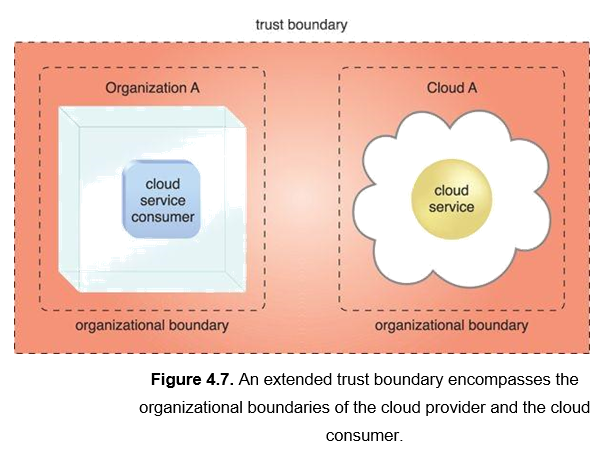 trust boundary
Organization A
Cloud A
cloud
service
consumer
cloud
service
organizational boundary
organizational boundary
Figure 4.7. An extended trust boundary encompasses the
organizational boundaries of the cloud provider and the cloud
consumer.